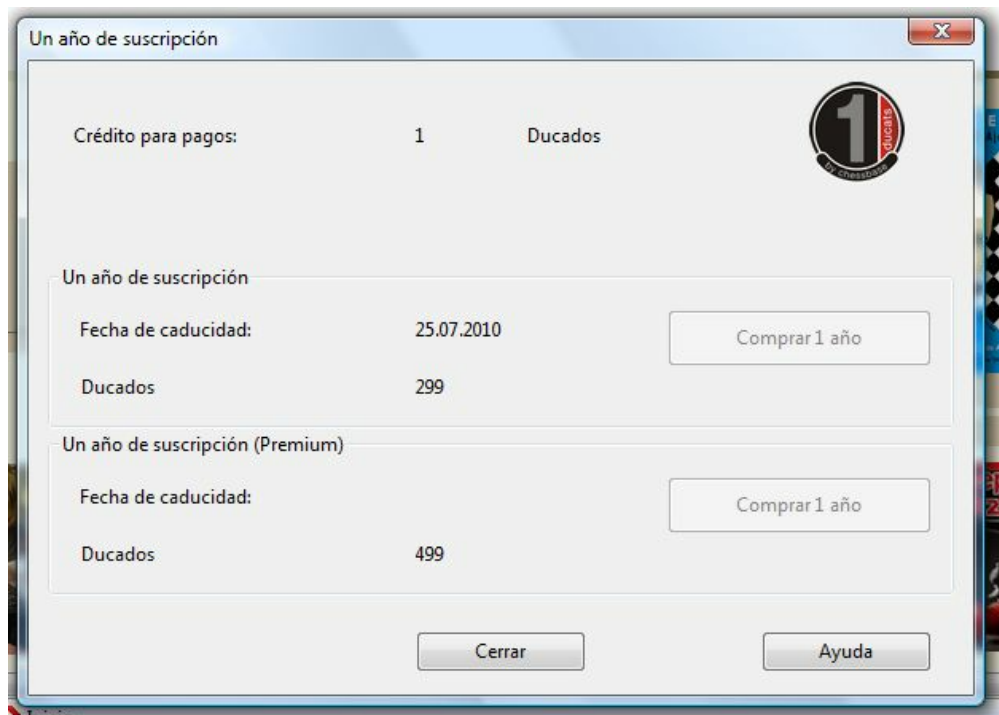 Un año de suscripción
Crédito para pagos: 1 Ducados
1 ducats
by chessbase
Un año de suscripción
Fecha de caducidad: 25.07.2010
Comprar 1 año
Ducados 299
Un año de suscripción (Premium)
Fecha de caducidad:
Comprar 1 año
Ducados 499
Cerrar Ayuda